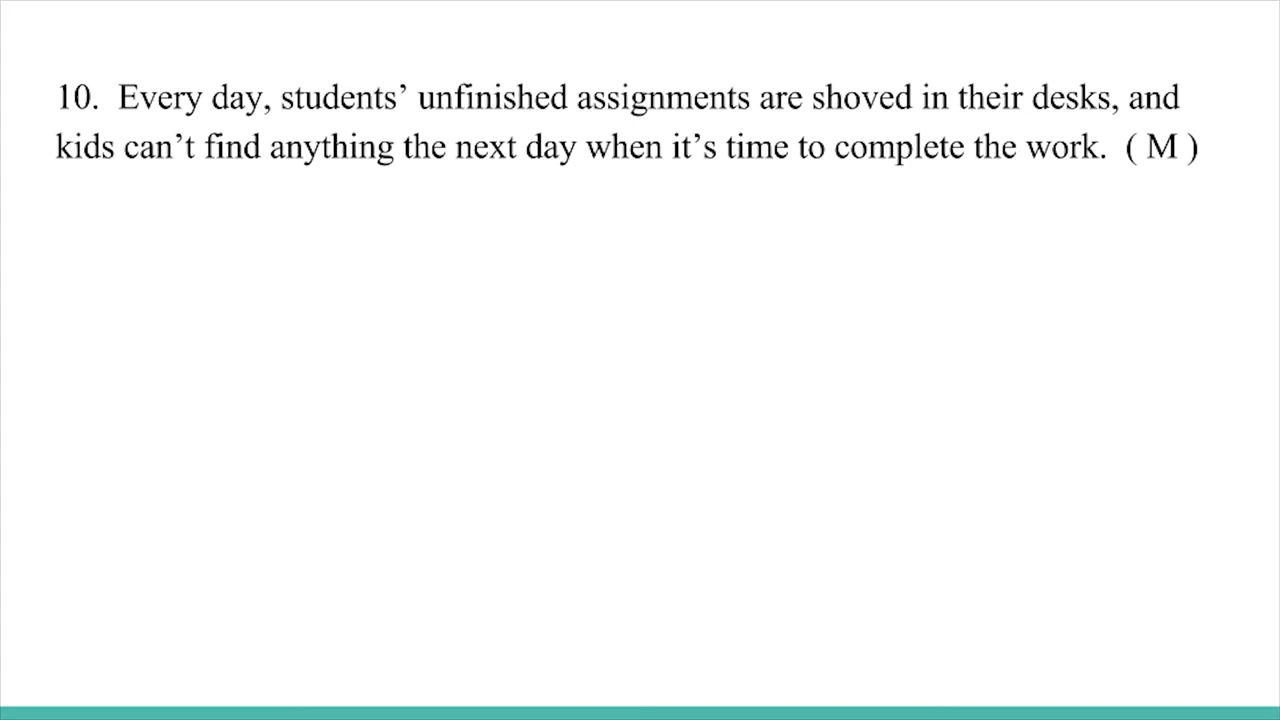 10.  Every day, students’ unfinished assignments are shoved in their desks, and
kids can’t find anything the next day when it’s time to complete the work.  ( M )